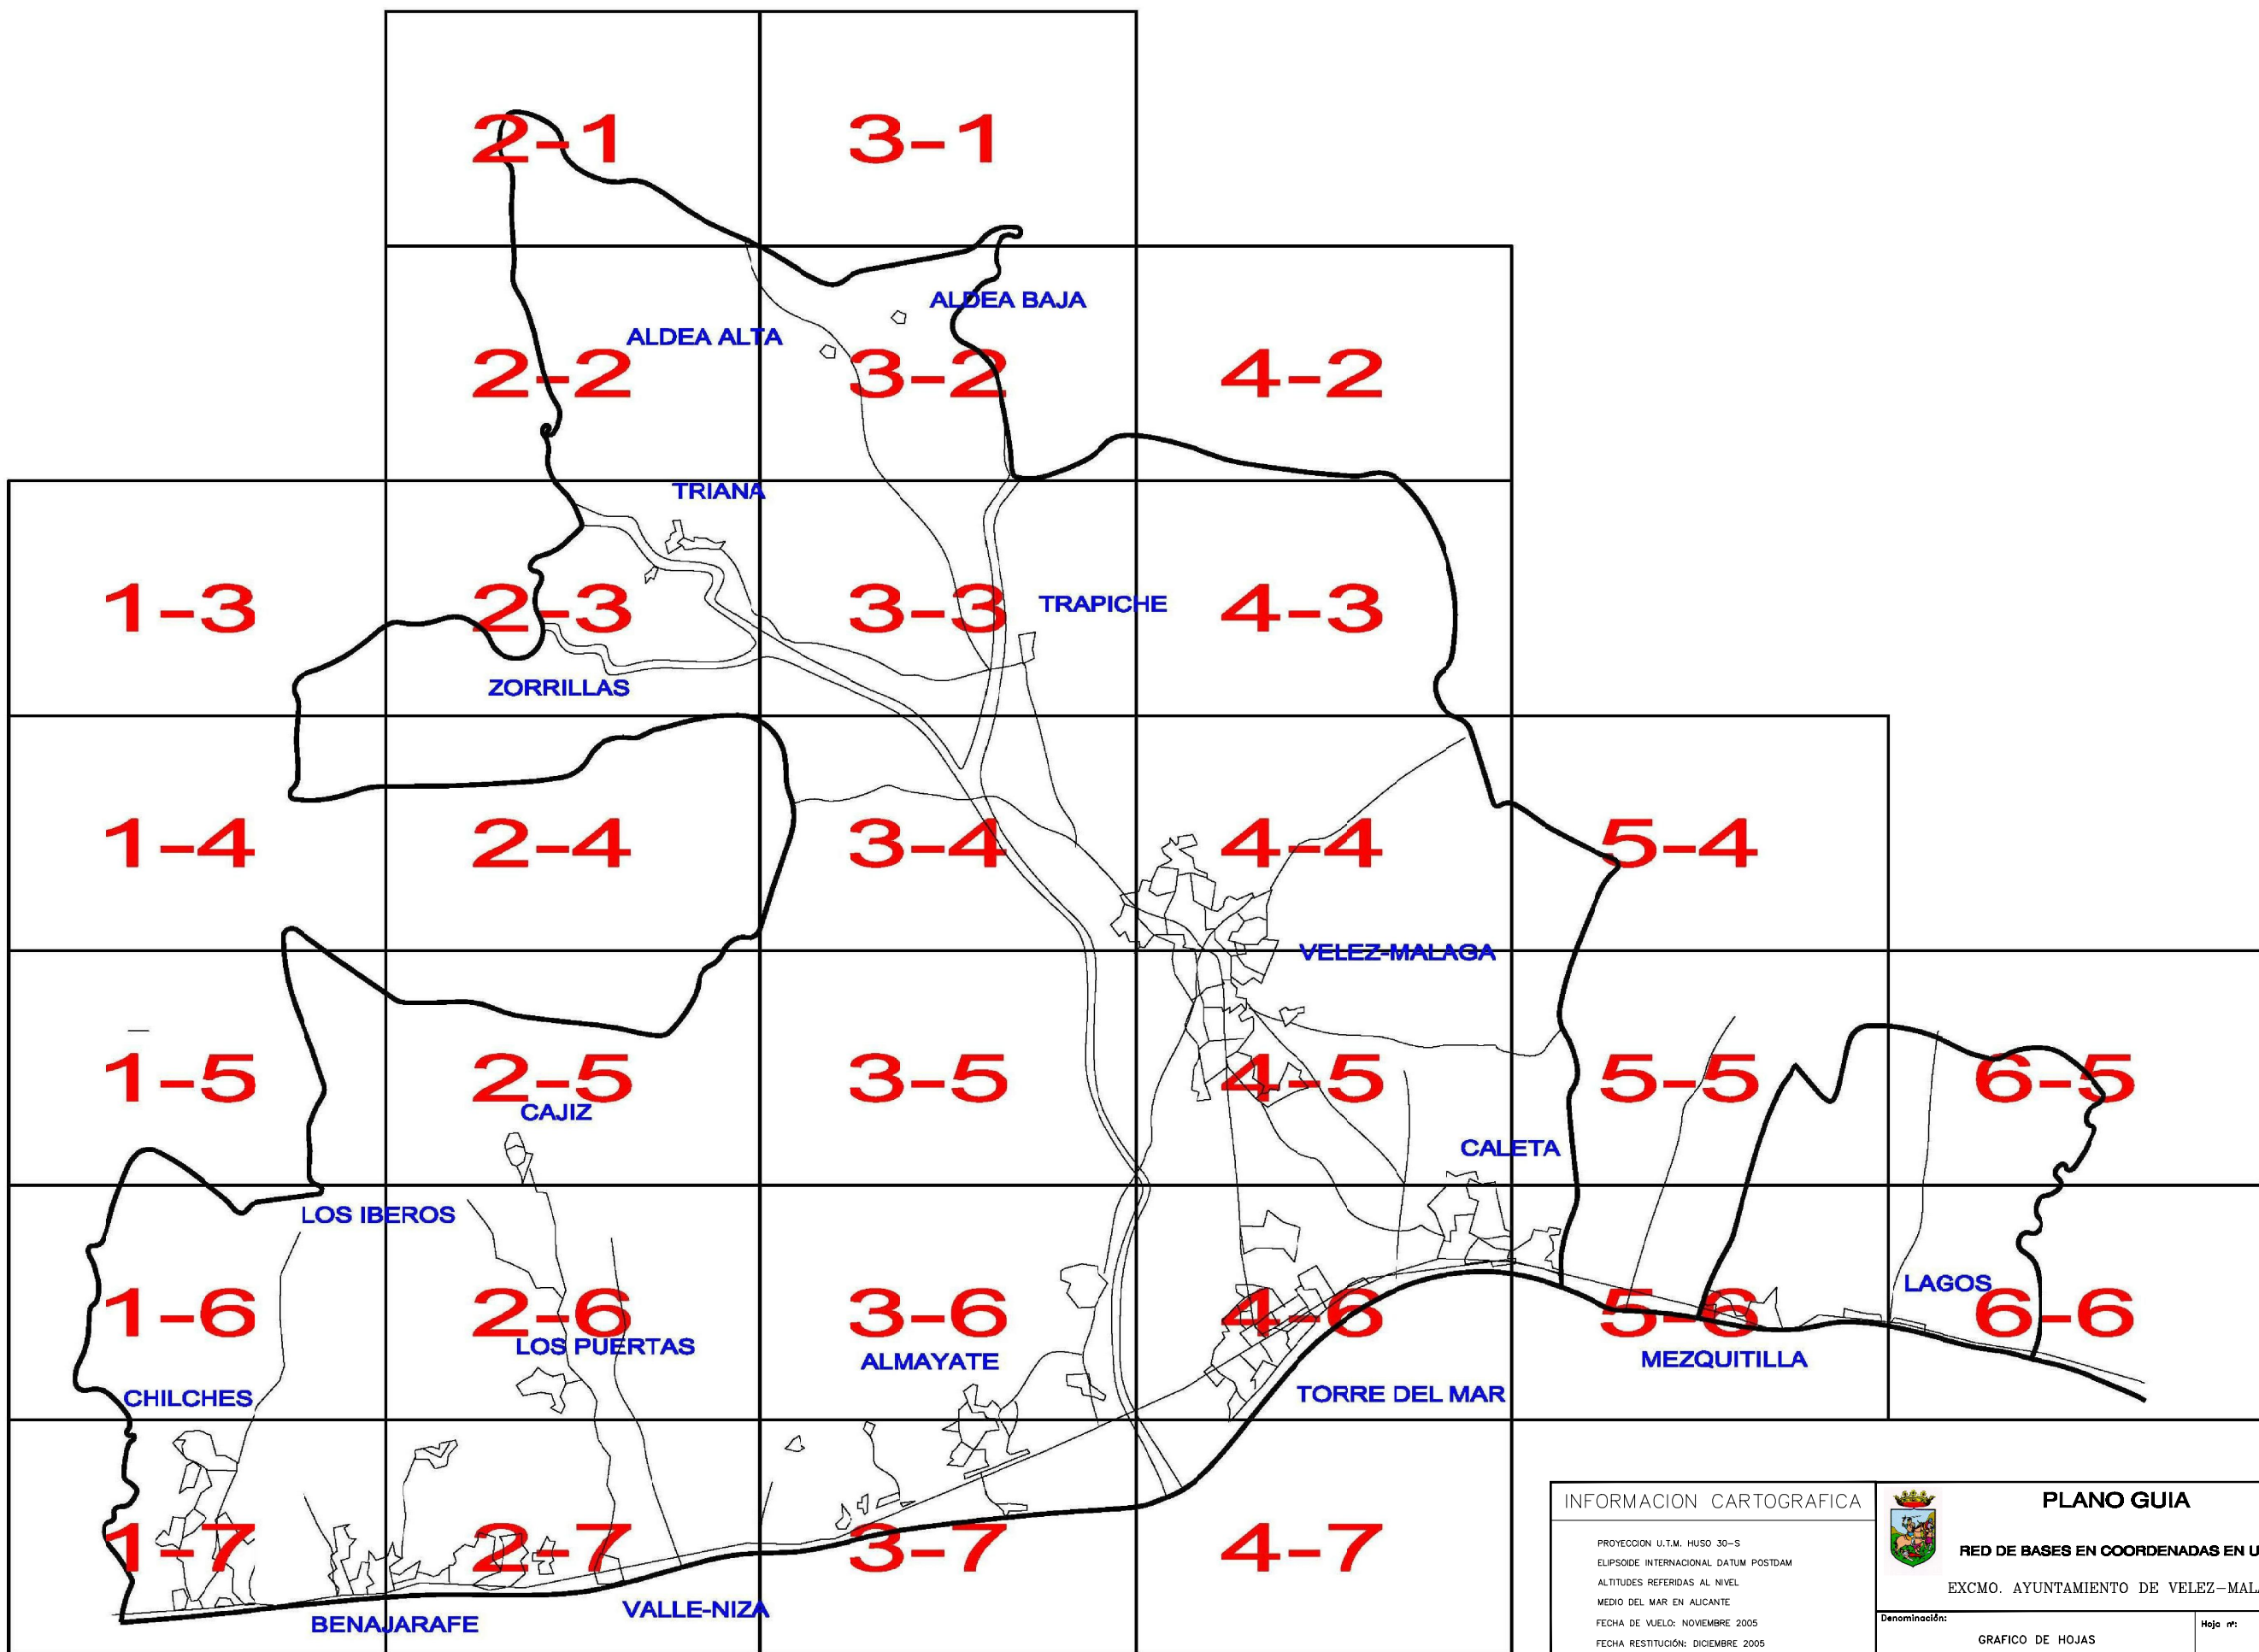 2-1
3-1
ALDEA BAJA
ALDEA ALTA
2-2
3-2
4-2
TRIANA
1-3
2-3
3-3
TRAPICHE
4-3
ZORRILLAS
1-4
2-4
3-4
4-4
5-4
VELEZ-MALAGA
1-5
2-5
3-5
4-5
5-5
6-5
CAJIZ
CALETA
LOS IBEROS
LAGOS
1-6
2-6
3-6
4-6
5-6
6-6
LOS PUERTAS
ALMAYATE
MEZQUITILLA
CHILCHES
TORRE DEL MAR
1-7
2-7
3-7
4-7
VALLE-NIZA
BENAJARAFE
INFORMACION CARTOGRAFICA
PROYECCION U.T.M. HUSO 30-S
ELIPSOIDE INTERNACIONAL DATUM POSTDAM
ALTITUDES REFERIDAS AL NIVEL
MEDIO DEL MAR EN ALICANTE
FECHA DE VUELO: NOVIEMBRE 2005
FECHA RESTITUCIÓN: DICIEMBRE 2005
PLANO GUIA
RED DE BASES EN COORDENADAS EN U
EXCMO. AYUNTAMIENTO DE VELEZ-MAL
Denominación:
GRAFICO DE HOJAS
Hoja nº: